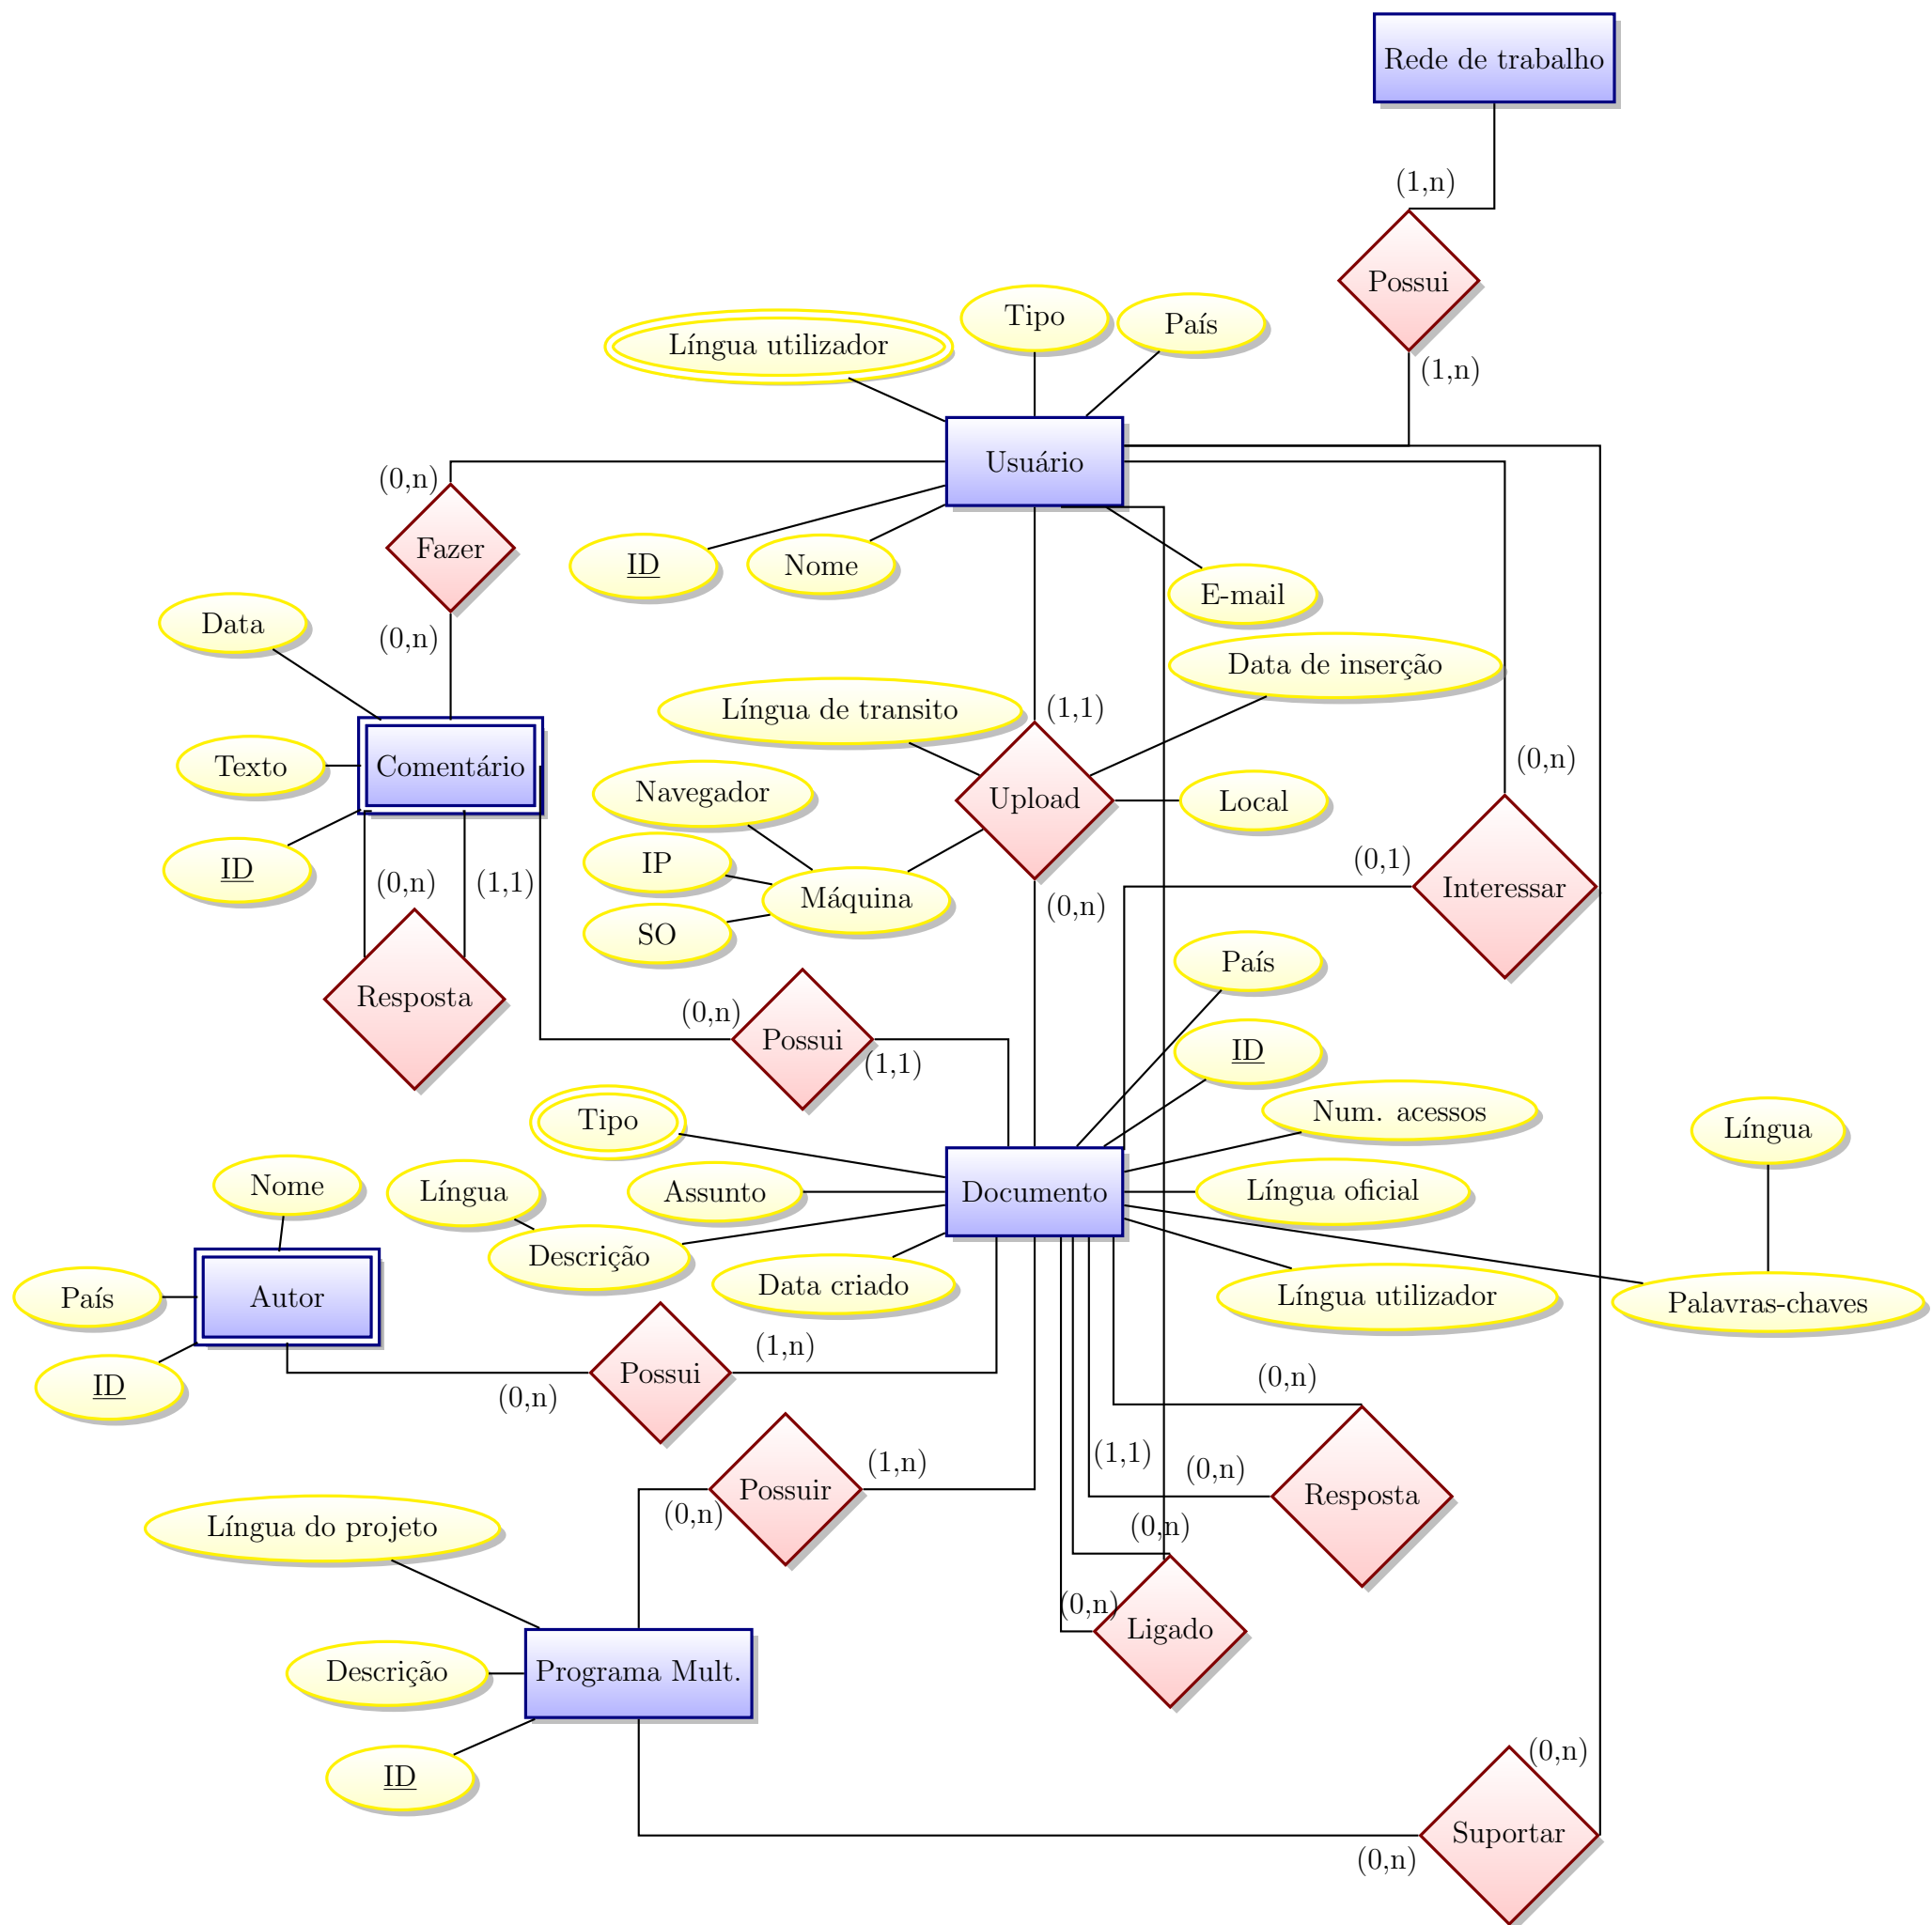 Rede de trabalho
(1,n)
Possui
(1,n)
Tipo
País
Língua utilizador
Usuário
(0,n)
Fazer
ID
Nome
E-mail
Data
(0,n)
Data de inserção
Língua de transito
(1,1)
(0,n)
Texto
Comentário
Navegador
Upload
Local
IP
(0,1)
Interessar
ID
(0,n)
(1,1)
Máquina
(0,n)
SO
País
Resposta
(0,n)
Possui
(1,1)
ID
Tipo
Num. acessos
Língua
Nome
Língua
Assunto
Documento
Língua oficial
Descrição
Data criado
País
Autor
Língua utilizador
Palavras-chaves
ID
(0,n)
Possui
(1,n)
(0,n)
(1,n)
(1,1)
(0,n)
Possuir
(0,n)
Resposta
Língua do projeto
(0,n)
(0,n)
Ligado
Descrição
Programa Mult.
ID
(0,n)
Suportar
(0,n)